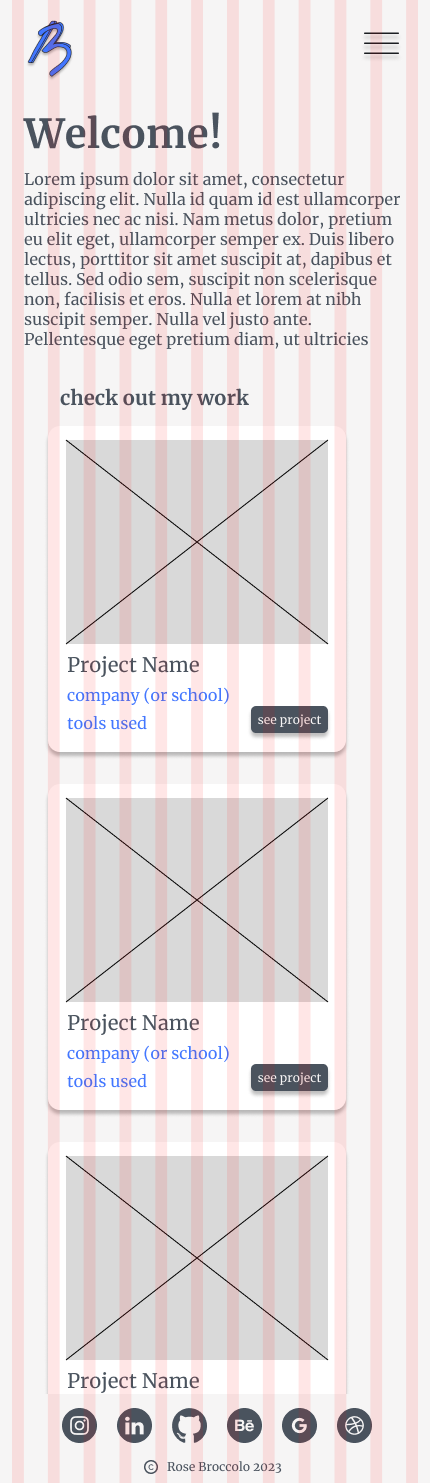 B
Welcome!
Lorem ipsum dolor sit amet, consectetur
adipiscing elit. Nulla id quam id est ullamcorper
ultricies nec ac nisi. Nam metus dolor, pretium
eu elit eget, ullamcorper semper ex. Duis libero
lectus, porttitor sit amet suscipit at, dapibus et
tellus. Sed odio sem, suscipit non scelerisque
non, facilisis et eros. Nulla et lorem at nibh
suscipit semper. Nulla vel justo ante.
Pellentesque eget pretium diam, ut ultricies
check out my work
Project Name
company (or school)
tools used
see project
Project Name
company (or school)
tools used
see project
Project Name
in
Bē
G
© Rose Broccolo 2023